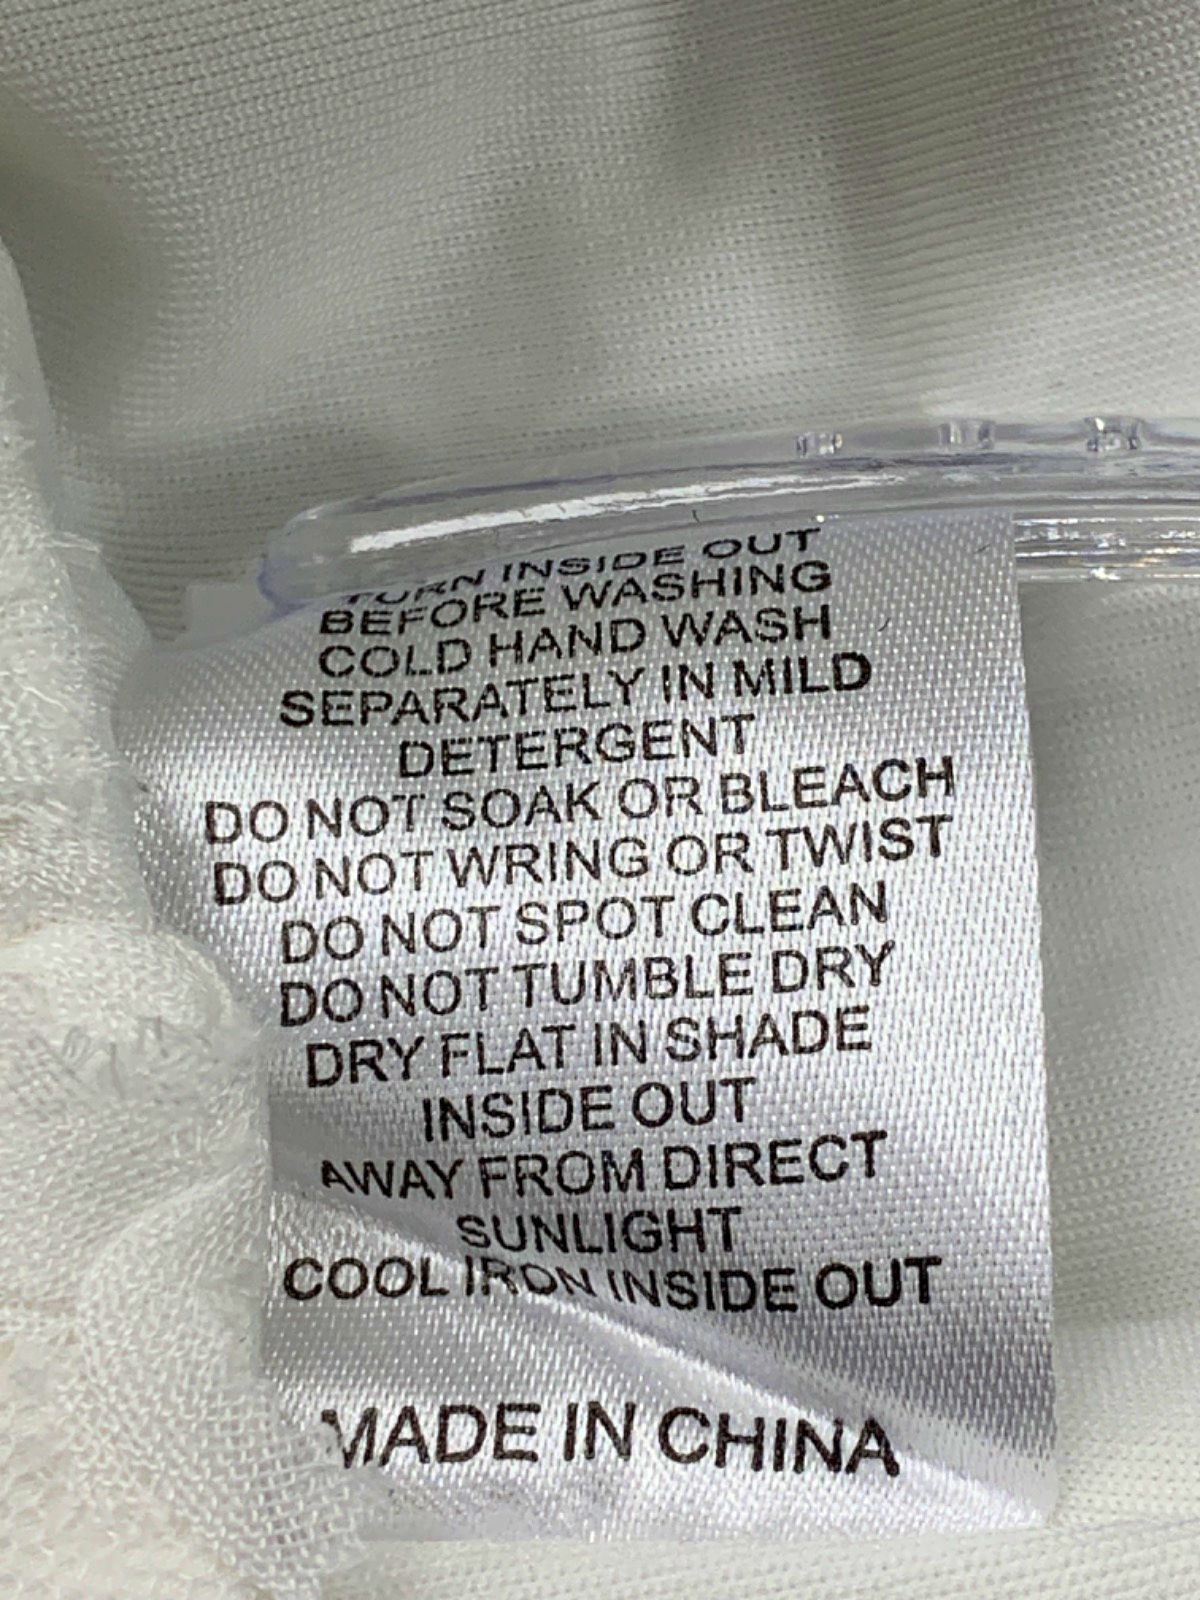 TURN INSIDE OUT
BEFORE WASHING
COLD HAND WASH
SEPARATELY IN MILD
DETERGENT
DO NOT SOAK OR BLEACH
DO NOT WRING OR TWIST
DO NOT SPOT CLEAN
DO NOT TUMBLE DRY
DRY FLAT IN SHADE
INSIDE OUT
AWAY FROM DIRECT
SUNLIGHT
COOL IRON INSIDE OUT
MADE IN CHINA